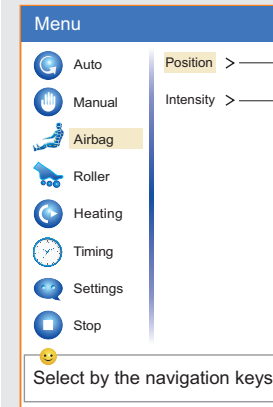 Menu
Auto
Position >
Manual
Intensity >
Airbag
Roller
Heating
Timing
Settings
Stop
Select by the navigation keys